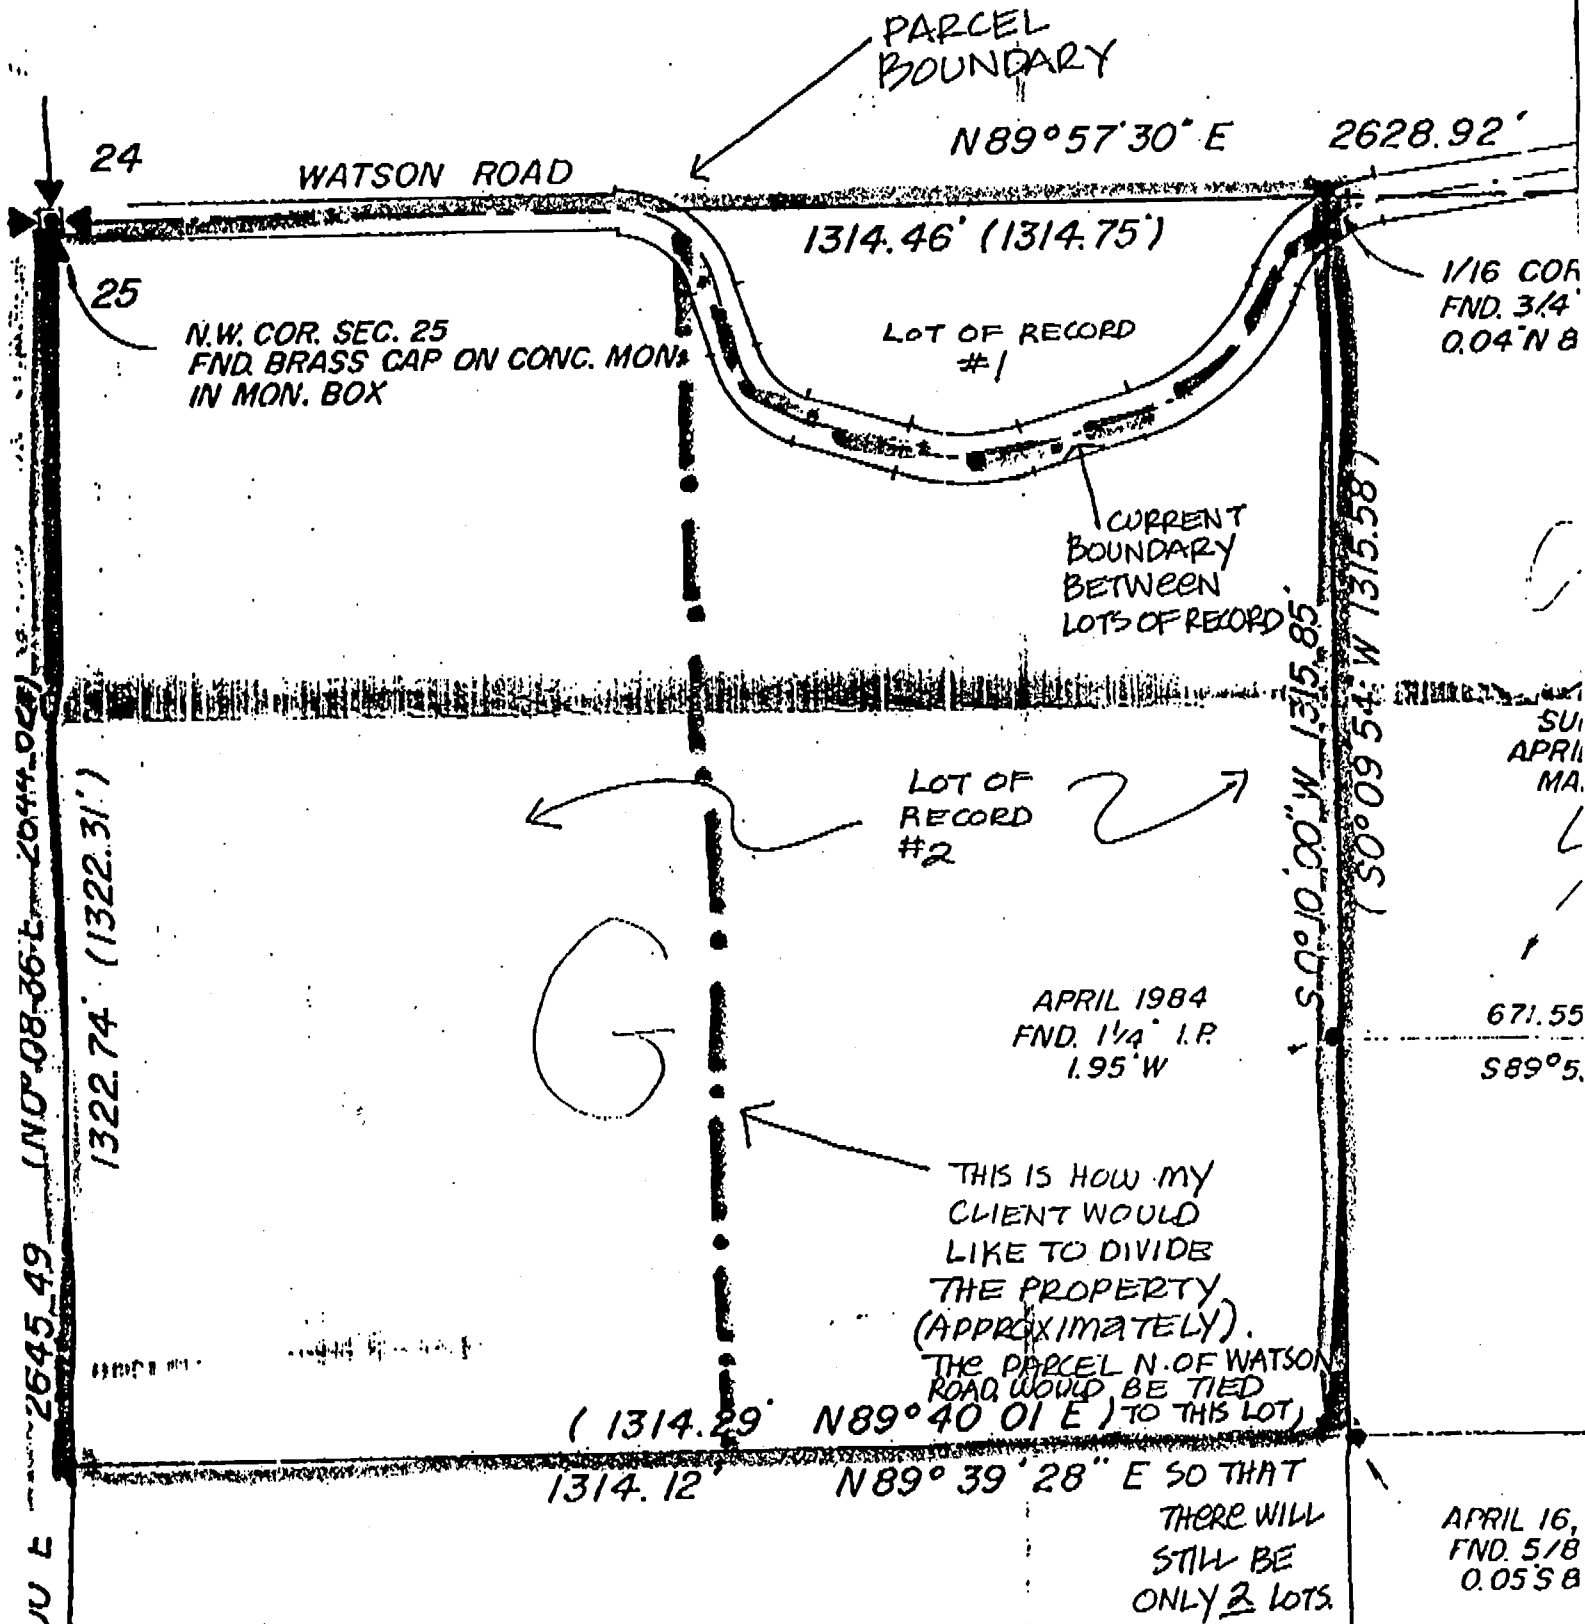 PARCEL
BOUNDARY
N89°57'30" E 2628.92'
24
WATSON ROAD
1314.46' (1314.75')
25
N.W. COR. SEC. 25
FND. BRASS CAP ON CONC. MON.
IN MON. BOX
LOT OF RECORD
#1
1/16 COR
FND. 3/4"
0.04' N 8
CURRENT
BOUNDARY
BETWEEN
LOTS OF RECORD
S 0°01'00" W 1315.85'
(S0°09'54" W 1315.58')
1322.74' (1322.31')
2645.49
LOT OF
RECORD
#2
APRIL
MA
G
APRIL 1984
FND. 1¼" I.P.
1.95' W
671.55
S89°5
THIS IS HOW MY
CLIENT WOULD
LIKE TO DIVIDE
THE PROPERTY
(APPROXIMATELY).
THE PARCEL N. OF WATSON
ROAD WOULD BE TIED
TO THIS LOT,
(1314.29' N89°40'01 E)
1314.12' N89°39'28" E
SO THAT
THERE WILL
STILL BE
ONLY 2 LOTS.
APRIL 16,
FND. 5/8
0.05' S 8